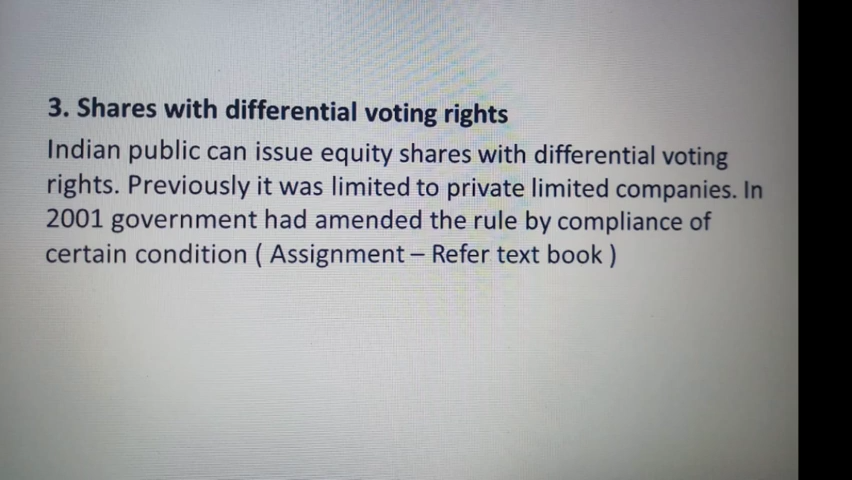 3. Shares with differential voting rights
Indian public can issue equity shares with differential voting
rights. Previously it was limited to private limited companies. In
2001 government had amended the rule by compliance of
certain condition ( Assignment – Refer text book )